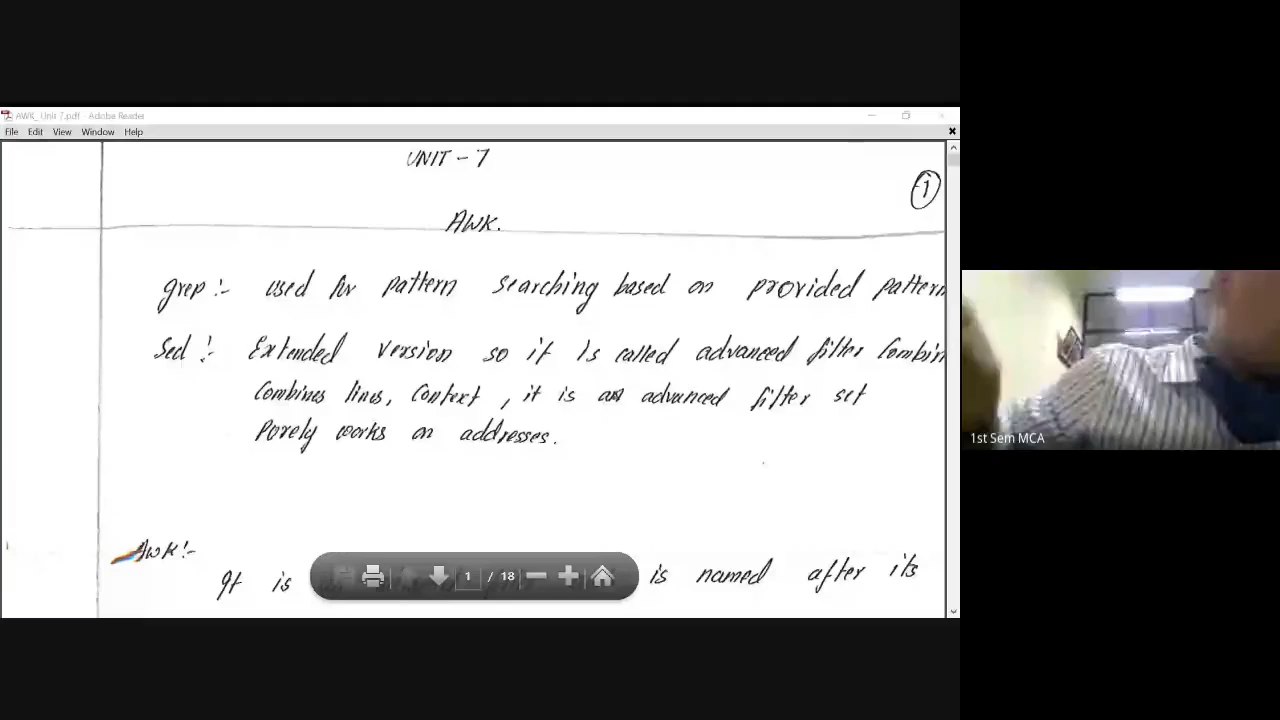 AWK_ Unit 7.pdf - Adobe Reader
File Edit View Window Help
UNIT - 7
1
AWK.
grep :- used for pattern searching based on provided pattern
Sed :- Extended version so it is called advanced filter Combin
Combines lines, Context, it is an advanced filter set
Purely works on addresses.
AWK :-
It is is named after its
1 / 18
1st Sem MCA